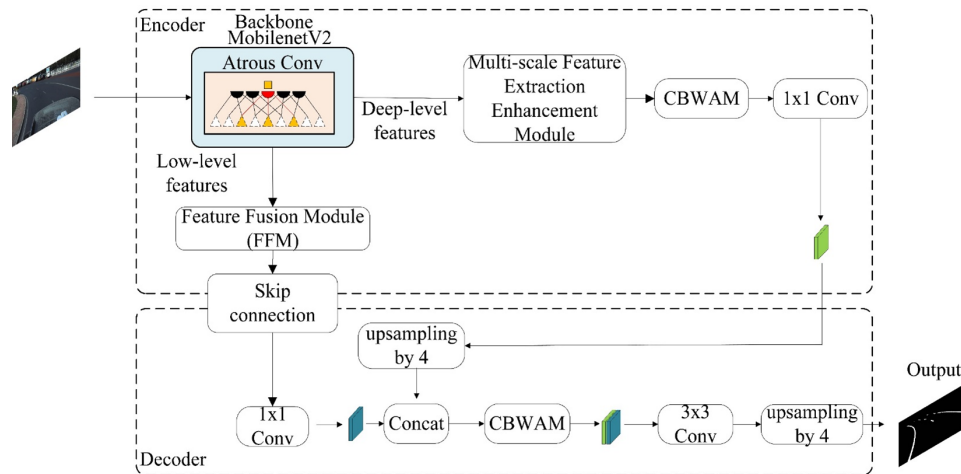 Encoder
Backbone
MobilenetV2
Atrous Conv
Deep-level
features
Multi-scale Feature
Extraction
Enhancement
Module
CBWAM
1x1 Conv
Low-level
features
Feature Fusion Module
(FFM)
Skip
connection
upsampling
by 4
1x1
Conv
Concat
CBWAM
3x3
Conv
upsampling
by 4
Output
Decoder